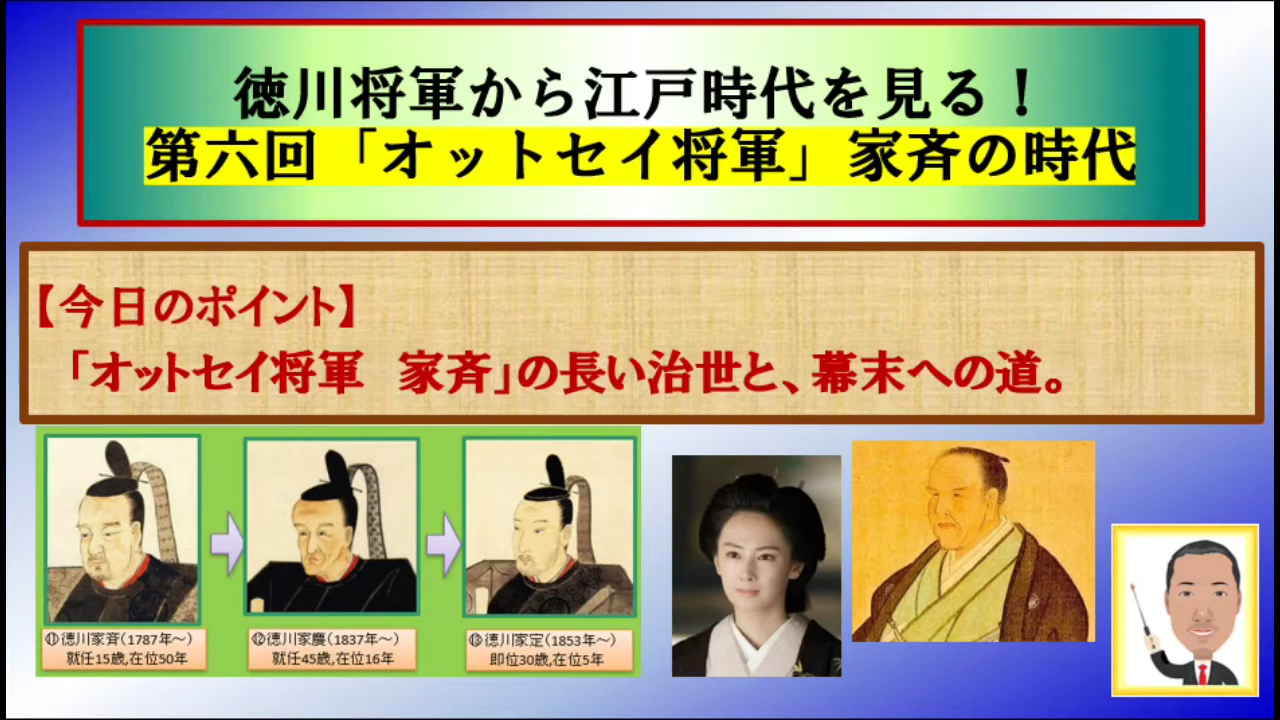 徳川将軍から江戸時代を見る！
第六回「オットセイ将軍」家斉の時代
【今日のポイント】
「オットセイ将軍　家斉」の長い治世と、幕末への道。
⑪徳川家斉(1787年～)
就任15歳,在位50年
⑫徳川家慶(1837年～)
就任45歳,在位16年
⑬徳川家定(1853年～)
即位30歳,在位5年